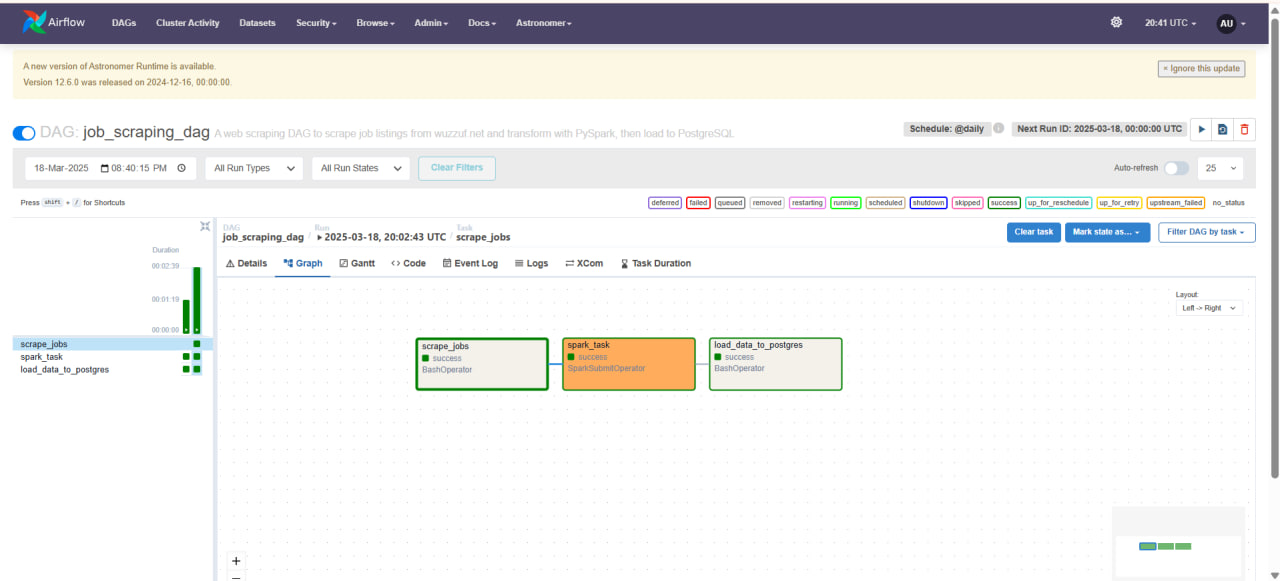 Airflow DAGs Cluster Activity Datasets Security Browse Admin Docs Astronomer 20:41 UTC AU
A new version of Astronomer Runtime is available.
Version 12.6.0 was released on 2024-12-16, 00:00:00.
× Ignore this update
DAG: job_scraping_dag A web scraping DAG to scrape job listings from wuzzuf.net and transform with PySpark, then load to PostgreSQL
Schedule: @daily Next Run ID: 2025-03-18, 00:00:00 UTC
18-Mar-2025 08:40:15 PM All Run Types All Run States Clear Filters Auto-refresh 25
Press shift + / for Shortcuts
deferred failed queued removed restarting running scheduled shutdown skipped success up_for_reschedule up_for_retry upstream_failed no_status
DAG Run Task
job_scraping_dag / 2025-03-18, 20:02:43 UTC / scrape_jobs
Clear task Mark state as... Filter DAG by task
Duration
00:02:39
00:01:19
00:00:00
scrape_jobs
spark_task
load_data_to_postgres
Details Graph Gantt <> Code Event Log Logs XCom Task Duration
Layout:
Left -> Right
scrape_jobs
success
BashOperator
spark_task
success
SparkSubmitOperator
load_data_to_postgres
success
BashOperator
+
−